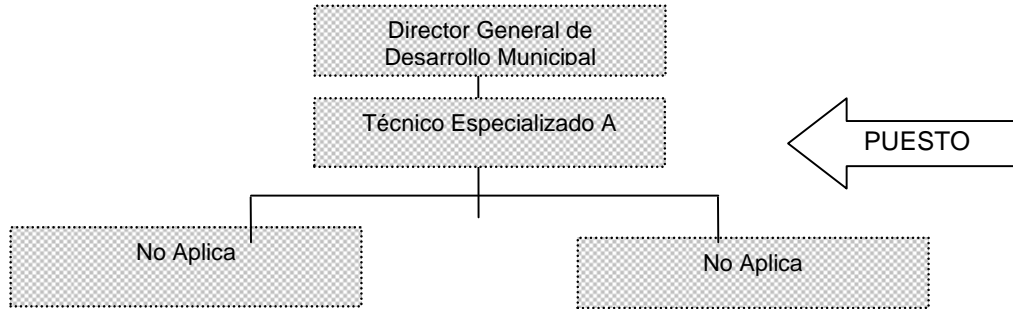 Director General de
Desarrollo Municipal
Técnico Especializado A
PUESTO
No Aplica
No Aplica